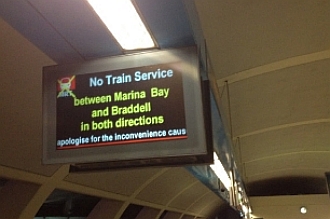 No Train Service
between Marina Bay
and Braddell
in both directions
apologise for the inconvenience caus